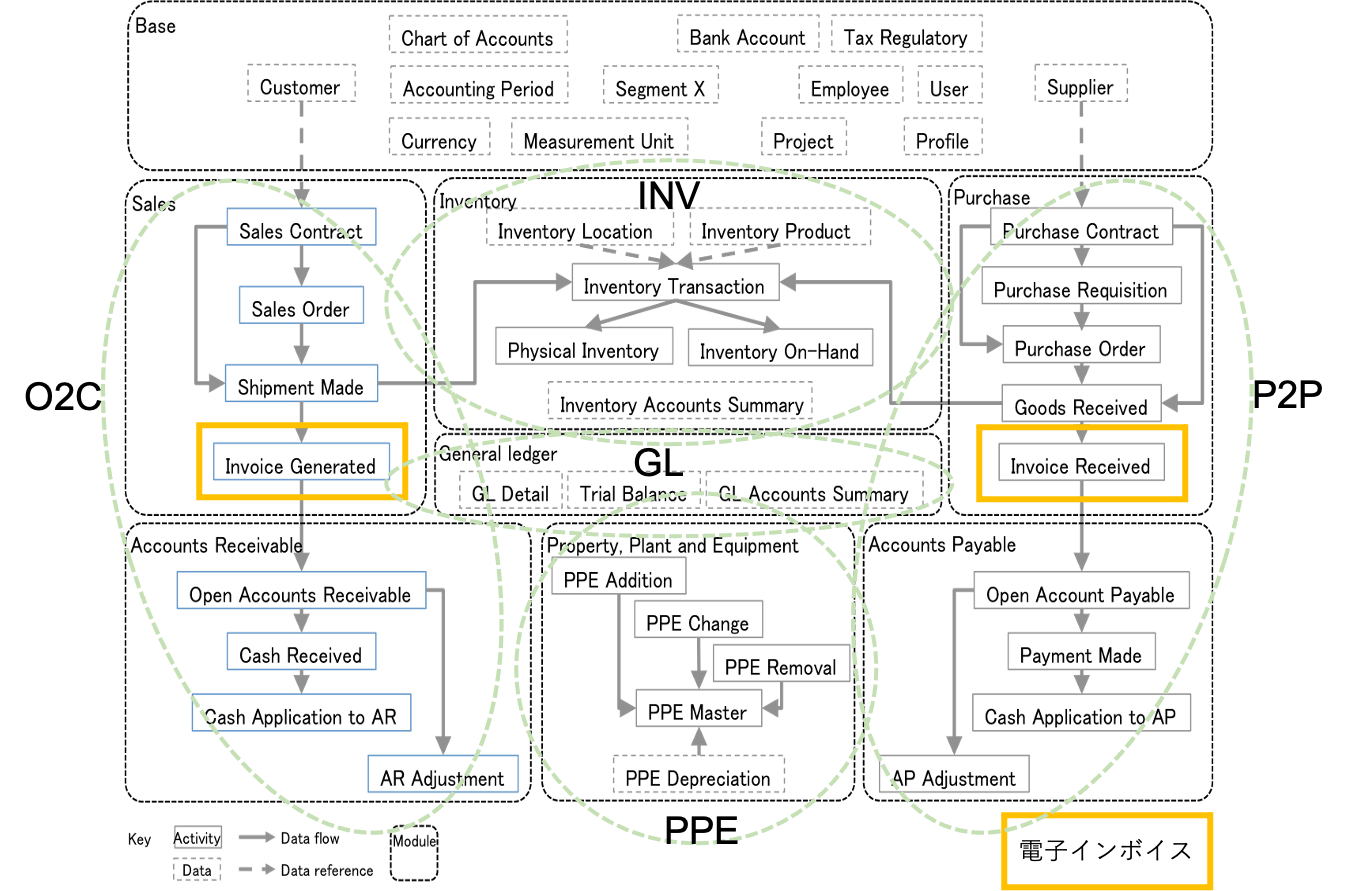 Base
Chart of Accounts
Bank Account
Tax Regulatory
Customer
Accounting Period
Segment X
Employee
User
Supplier
Currency
Measurement Unit
Project
Profile
Sales
Sales Contract
Sales Order
Shipment Made
Invoice Generated
O2C
Inventory
INV
Inventory Location
Inventory Product
Inventory Transaction
Physical Inventory
Inventory On-Hand
Inventory Accounts Summary
Purchase
Purchase Contract
Purchase Requisition
Purchase Order
Goods Received
Invoice Received
P2P
General ledger
GL
GL Detail
Trial Balance
GL Accounts Summary
Accounts Receivable
Open Accounts Receivable
Cash Received
Cash Application to AR
AR Adjustment
Property, Plant and Equipment
PPE Addition
PPE Change
PPE Removal
PPE Master
PPE Depreciation
PPE
Accounts Payable
Open Account Payable
Payment Made
Cash Application to AP
AP Adjustment
Key
Activity
Data flow
Module
Data
Data reference
電子インボイス